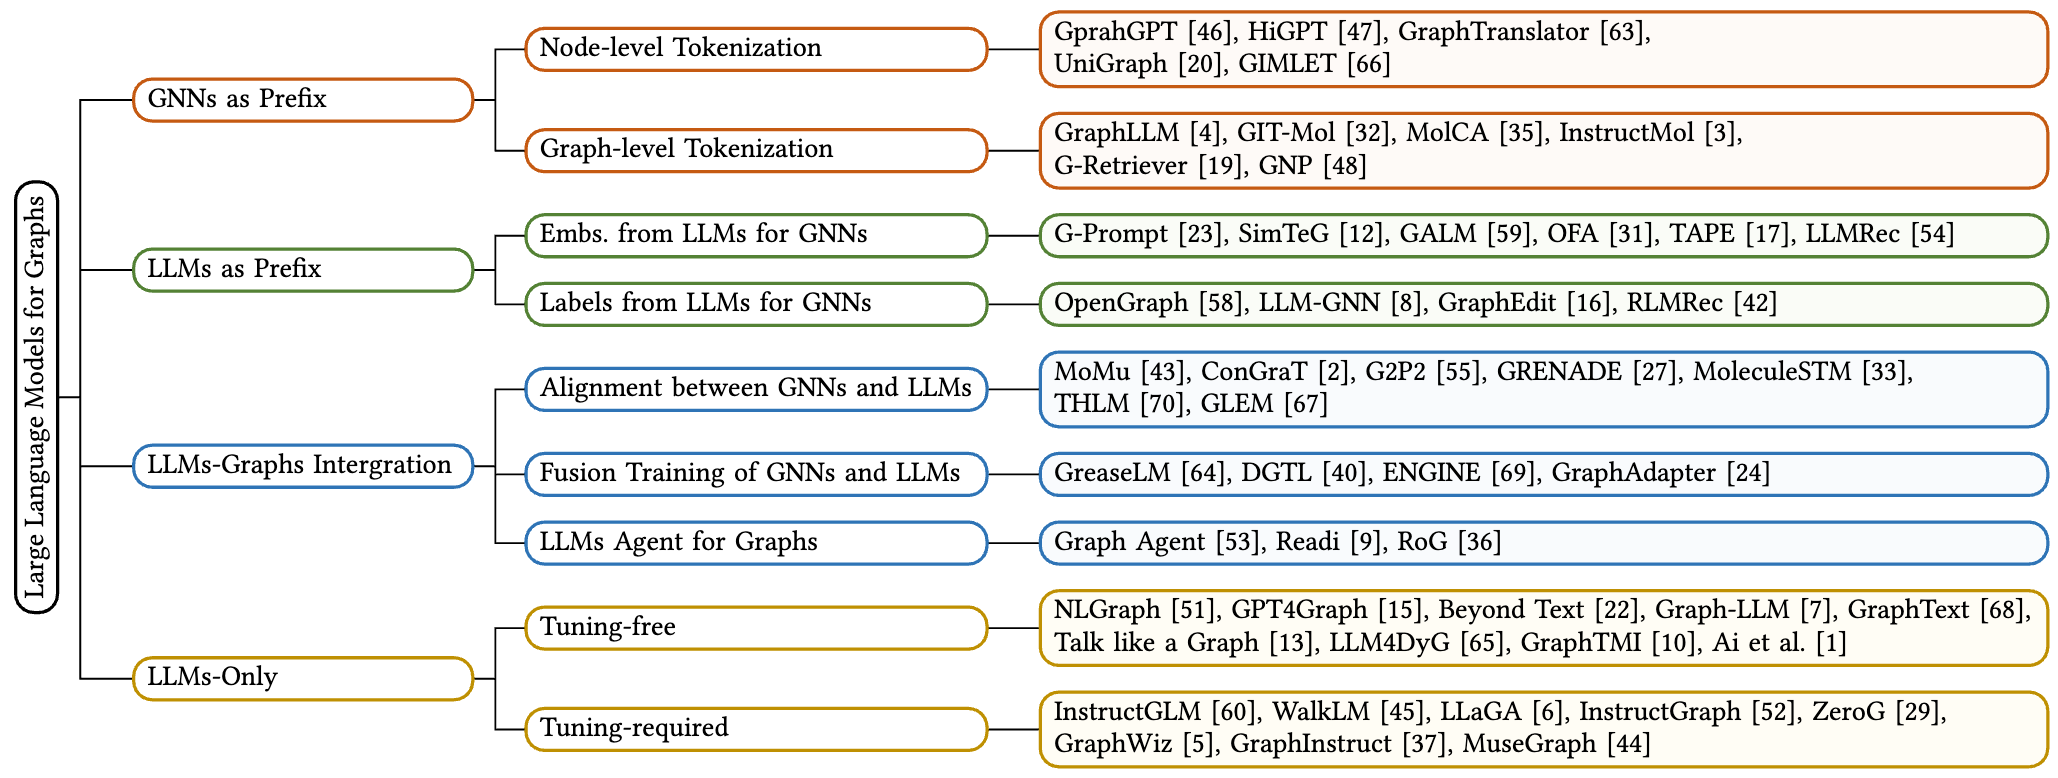 Large Language Models for Graphs
GNNs as Prefix
Node-level Tokenization
GprahGPT [46], HiGPT [47], GraphTranslator [63],
UniGraph [20], GIMLET [66]
Graph-level Tokenization
GraphLLM [4], GIT-Mol [32], MolCA [35], InstructMol [3],
G-Retriever [19], GNP [48]
LLMs as Prefix
Embs. from LLMs for GNNs
G-Prompt [23], SimTeG [12], GALM [59], OFA [31], TAPE [17], LLMRec [54]
Labels from LLMs for GNNs
OpenGraph [58], LLM-GNN [8], GraphEdit [16], RLMRec [42]
LLMs-Graphs Intergration
Alignment between GNNs and LLMs
MoMu [43], ConGraT [2], G2P2 [55], GRENADE [27], MoleculeSTM [33],
THLM [70], GLEM [67]
Fusion Training of GNNs and LLMs
GreaseLM [64], DGTL [40], ENGINE [69], GraphAdapter [24]
LLMs Agent for Graphs
Graph Agent [53], Readi [9], RoG [36]
LLMs-Only
Tuning-free
NLGraph [51], GPT4Graph [15], Beyond Text [22], Graph-LLM [7], GraphText [68],
Talk like a Graph [13], LLM4DyG [65], GraphTMI [10], Ai et al. [1]
Tuning-required
InstructGLM [60], WalkLM [45], LLaGA [6], InstructGraph [52], ZeroG [29],
GraphWiz [5], GraphInstruct [37], MuseGraph [44]